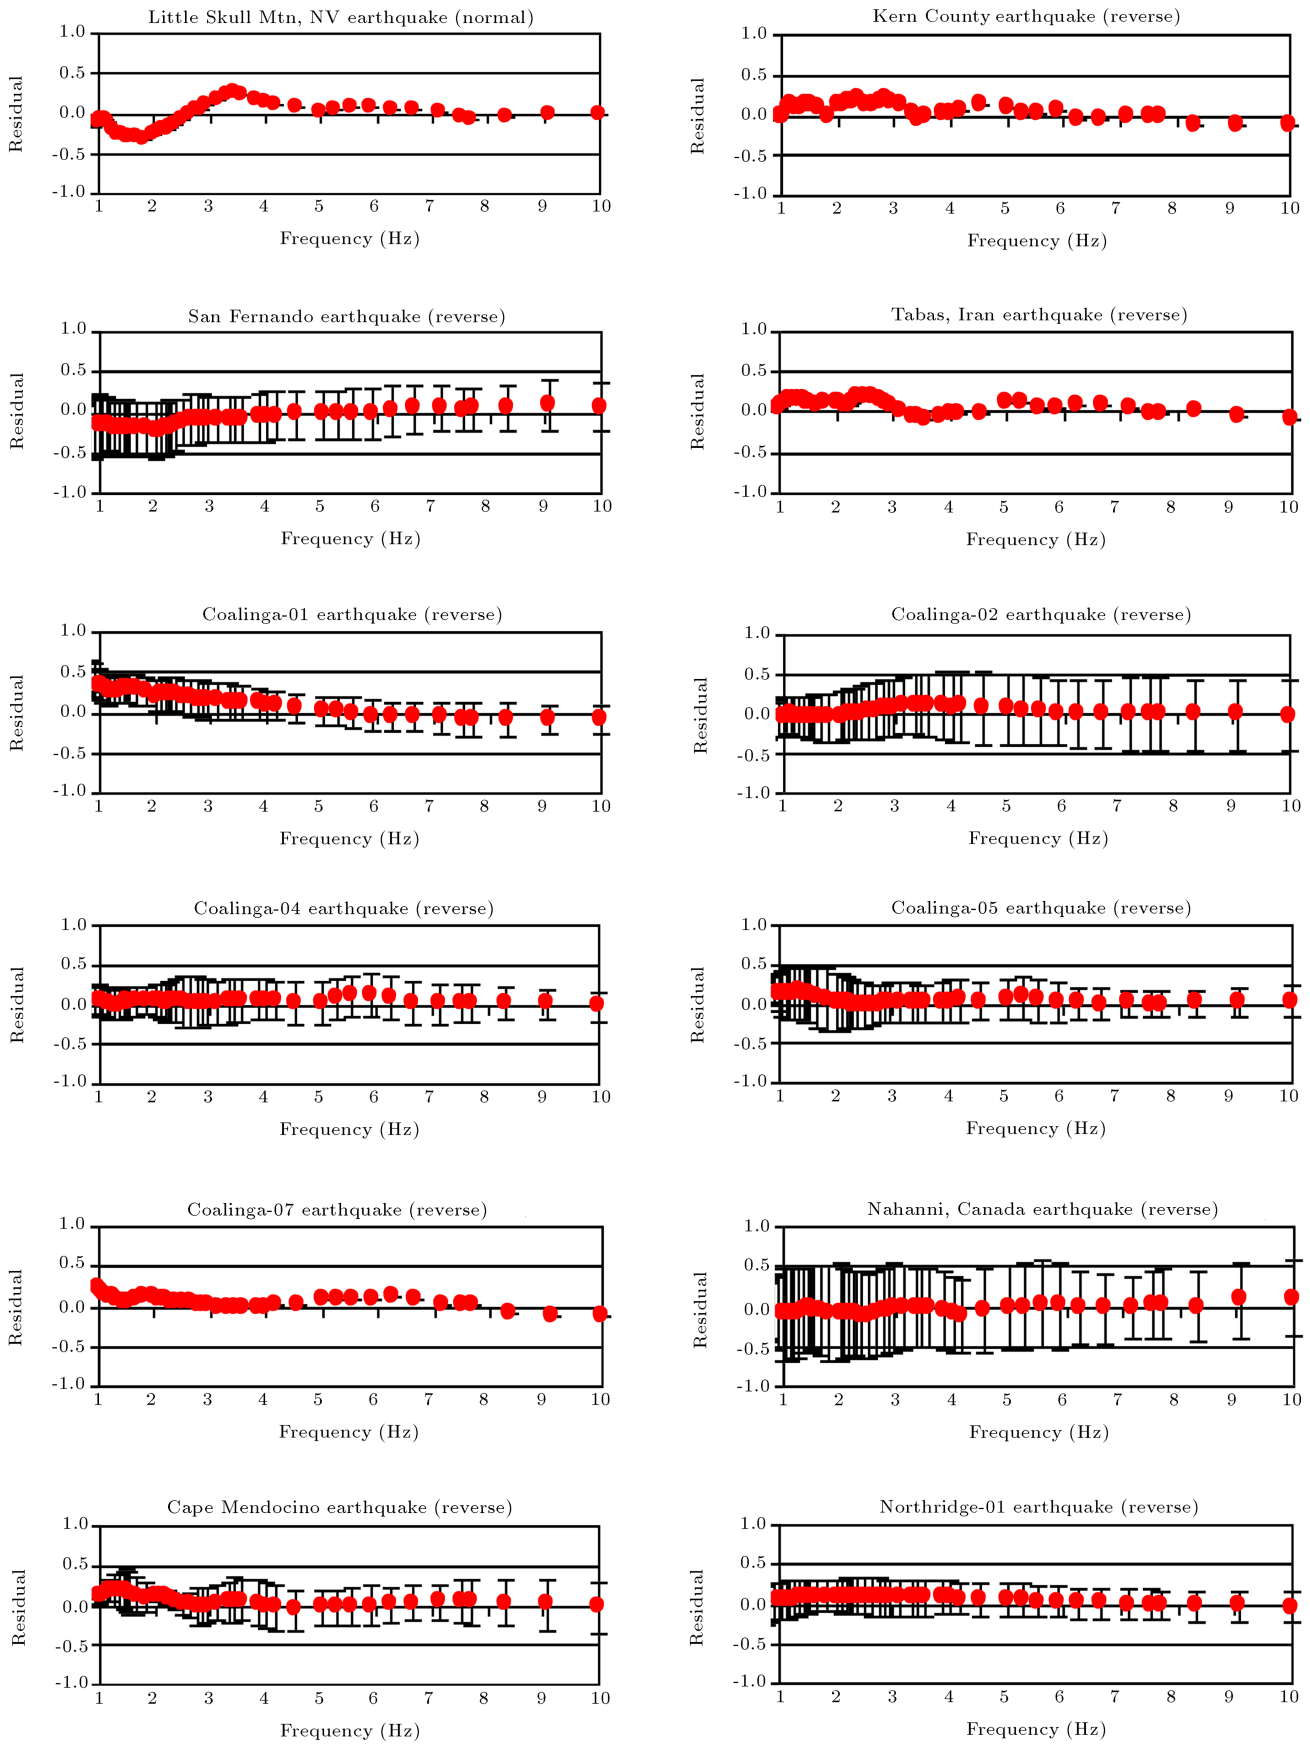 Little Skull Mtn, NV earthquake (normal)
1.0
0.5
0.0
-0.5
-1.0
Residual
1 2 3 4 5 6 7 8 9 10
Frequency (Hz)
Kern County earthquake (reverse)
1.0
0.5
0.0
-0.5
-1.0
Residual
1 2 3 4 5 6 7 8 9 10
Frequency (Hz)
San Fernando earthquake (reverse)
1.0
0.5
0.0
-0.5
-1.0
Residual
1 2 3 4 5 6 7 8 9 10
Frequency (Hz)
Tabas, Iran earthquake (reverse)
1.0
0.5
0.0
-0.5
-1.0
Residual
1 2 3 4 5 6 7 8 9 10
Frequency (Hz)
Coalinga-01 earthquake (reverse)
1.0
0.5
0.0
-0.5
-1.0
Residual
1 2 3 4 5 6 7 8 9 10
Frequency (Hz)
Coalinga-02 earthquake (reverse)
1.0
0.5
0.0
-0.5
-1.0
Residual
1 2 3 4 5 6 7 8 9 10
Frequency (Hz)
Coalinga-04 earthquake (reverse)
1.0
0.5
0.0
-0.5
-1.0
Residual
1 2 3 4 5 6 7 8 9 10
Frequency (Hz)
Coalinga-05 earthquake (reverse)
1.0
0.5
0.0
-0.5
-1.0
Residual
1 2 3 4 5 6 7 8 9 10
Frequency (Hz)
Coalinga-07 earthquake (reverse)
1.0
0.5
0.0
-0.5
-1.0
Residual
1 2 3 4 5 6 7 8 9 10
Frequency (Hz)
Nahanni, Canada earthquake (reverse)
1.0
0.5
0.0
-0.5
-1.0
Residual
1 2 3 4 5 6 7 8 9 10
Frequency (Hz)
Cape Mendocino earthquake (reverse)
1.0
0.5
0.0
-0.5
-1.0
Residual
1 2 3 4 5 6 7 8 9 10
Frequency (Hz)
Northridge-01 earthquake (reverse)
1.0
0.5
0.0
-0.5
-1.0
Residual
1 2 3 4 5 6 7 8 9 10
Frequency (Hz)